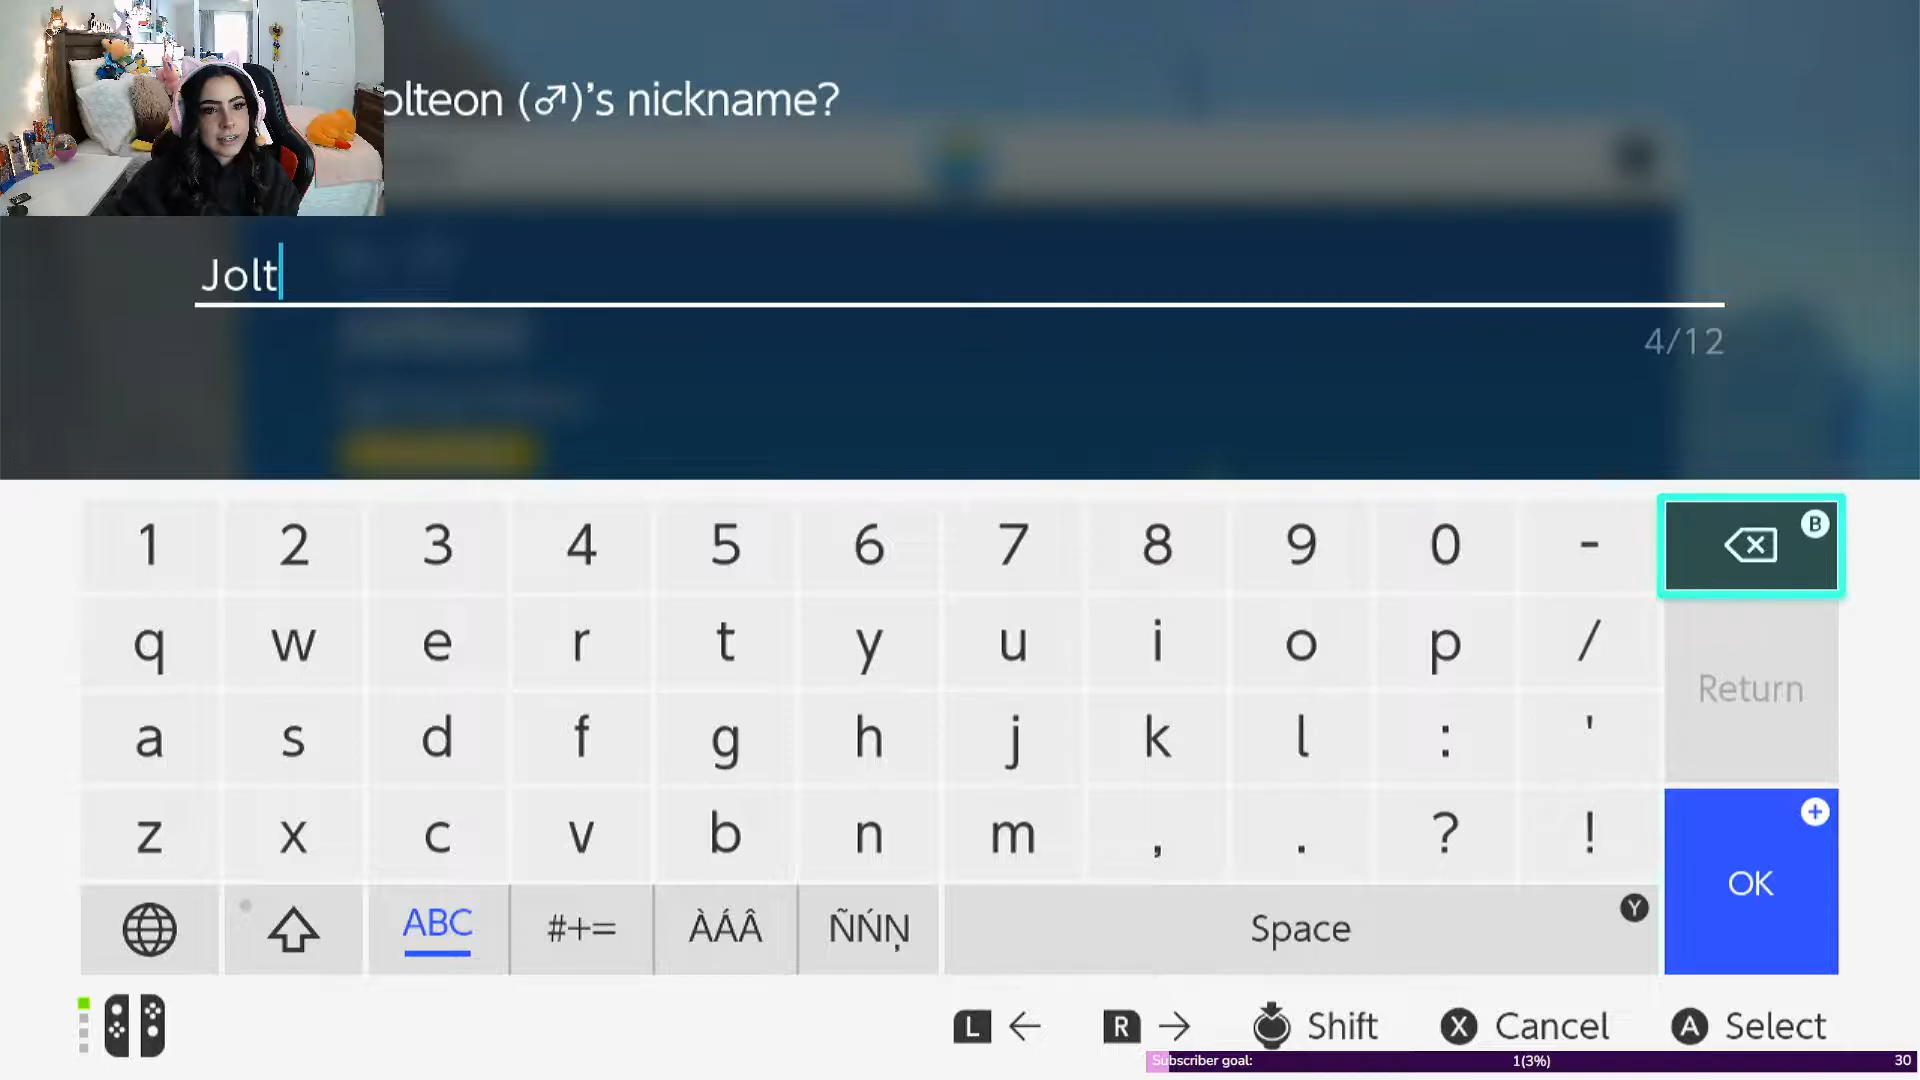 olteon (♂)'s nickname?
Jolt
4/12
1 2 3 4 5 6 7 8 9 0 - B
q w e r t y u i o p /
Return
a s d f g h j k l : '
z x c v b n m , . ? ! +
OK
ABC #+= ÀÁÂ ÑŃŅ Space Y
L ← R → Shift X Cancel A Select
Subscriber goal: 1(3%) 30